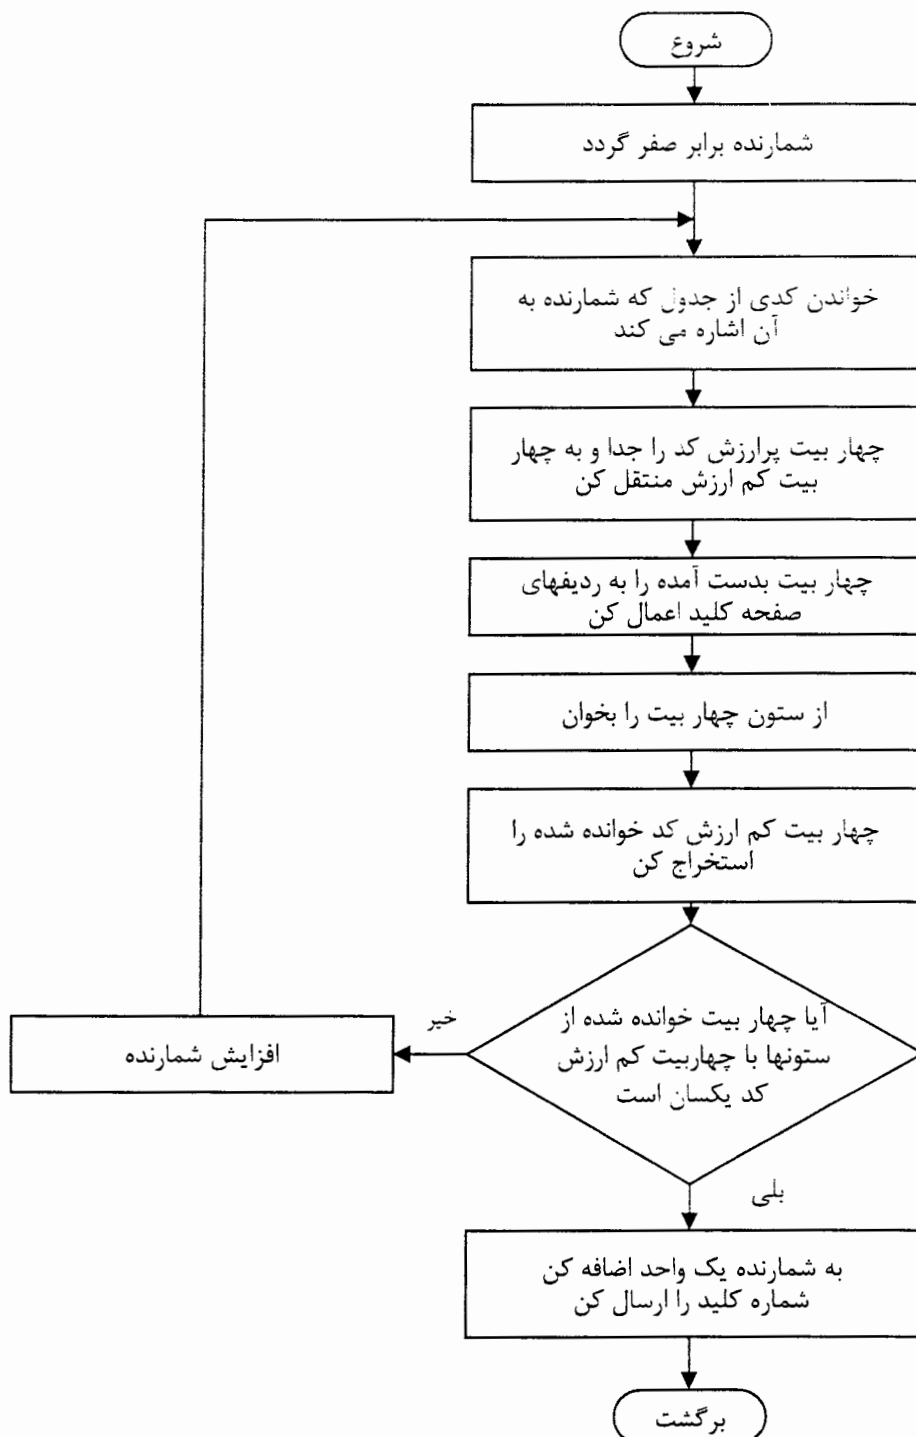 شروع
شمارنده برابر صفر گردد
خواندن کدی از جدول که شمارنده به
آن اشاره می کند
چهار بیت پرارزش کد را جدا و به چهار
بیت کم ارزش منتقل کن
چهار بیت بدست آمده را به ردیفهای
صفحه کلید اعمال کن
از ستون چهار بیت را بخوان
چهار بیت کم ارزش کد خوانده شده را
استخراج کن
آیا چهار بیت خوانده شده از
ستونها با چهاربیت کم ارزش
کد یکسان است
خیر
افزایش شمارنده
بلی
به شمارنده یک واحد اضافه کن
شماره کلید را ارسال کن
برگشت